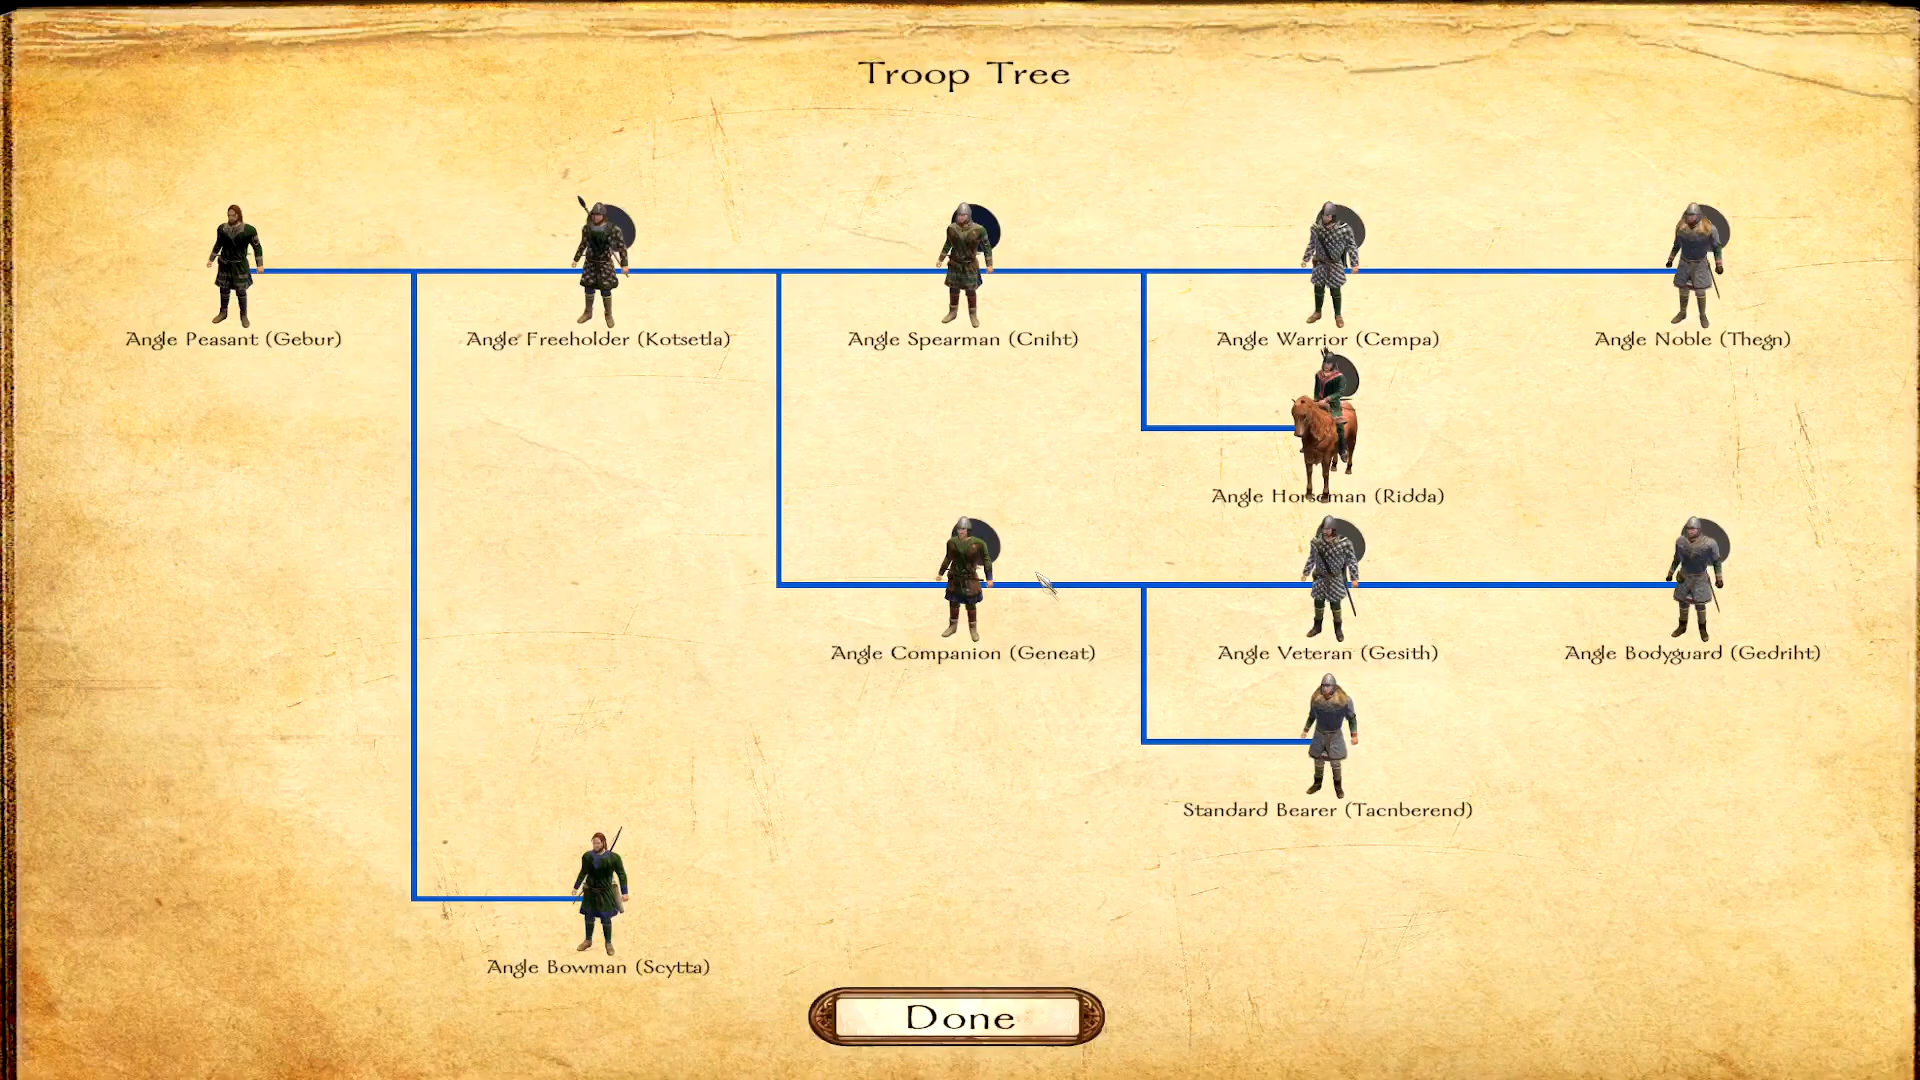 Troop Tree
Angle Peasant (Gebur)
Angle Freeholder (Kotsetla)
Angle Spearman (Cniht)
Angle Warrior (Cempa)
Angle Noble (Thegn)
Angle Horseman (Ridda)
Angle Companion (Geneat)
Angle Veteran (Gesith)
Angle Bodyguard (Gedriht)
Standard Bearer (Tacnberend)
Angle Bowman (Scytta)
Done